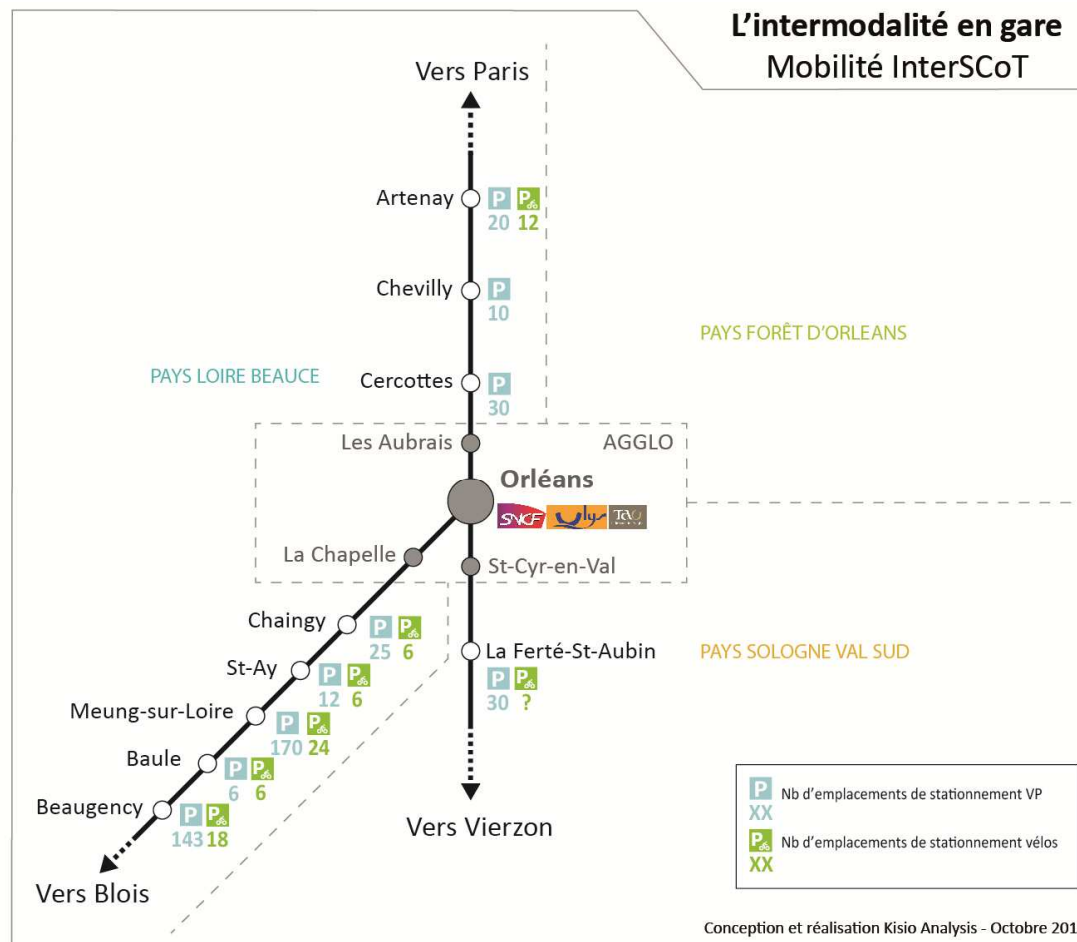 L'intermodalité en gare
Mobilité InterSCoT
Vers Paris
Artenay
P P
20 12
Chevilly
P
10
PAYS FORÊT D'ORLEANS
PAYS LOIRE BEAUCE
Cercottes
P
30
Les Aubrais
AGGLO
Orléans
SNCF Ulys TAO
La Chapelle
St-Cyr-en-Val
Chaingy
P P
25 6
La Ferté-St-Aubin
P P
30 ?
PAYS SOLOGNE VAL SUD
St-Ay
P P
12 6
Meung-sur-Loire
P P
170 24
Baule
P P
6 6
Beaugency
P P
143 18
Vers Vierzon
Vers Blois
P Nb d'emplacements de stationnement VP
XX
P Nb d'emplacements de stationnement vélos
XX
Conception et réalisation Kisio Analysis - Octobre 201